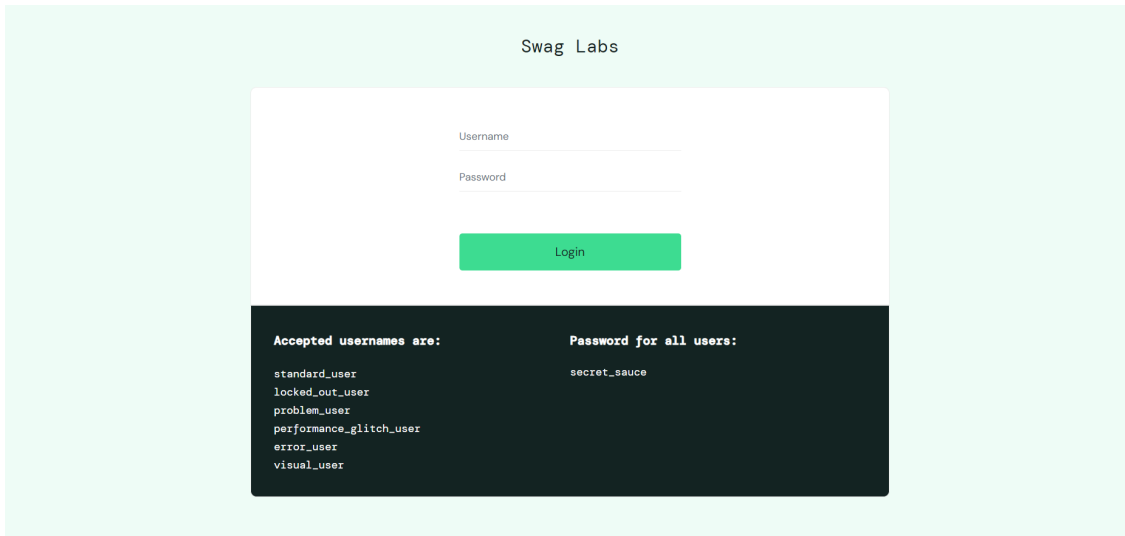 Swag Labs
Username
Password
Login
Accepted usernames are:
standard_user
locked_out_user
problem_user
performance_glitch_user
error_user
visual_user
Password for all users:
secret_sauce